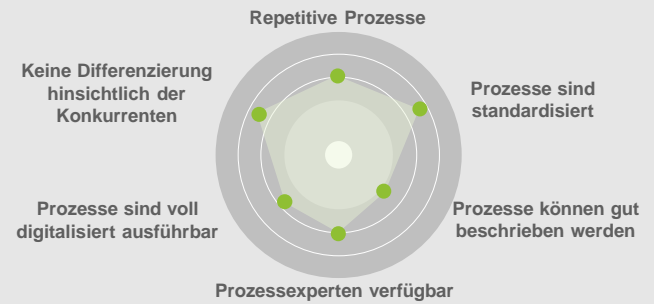 Repetitive Prozesse
Keine Differenzierung
hinsichtlich der
Konkurrenten
Prozesse sind
standardisiert
Prozesse sind voll
digitalisiert ausführbar
Prozesse können gut
beschrieben werden
Prozessexperten verfügbar